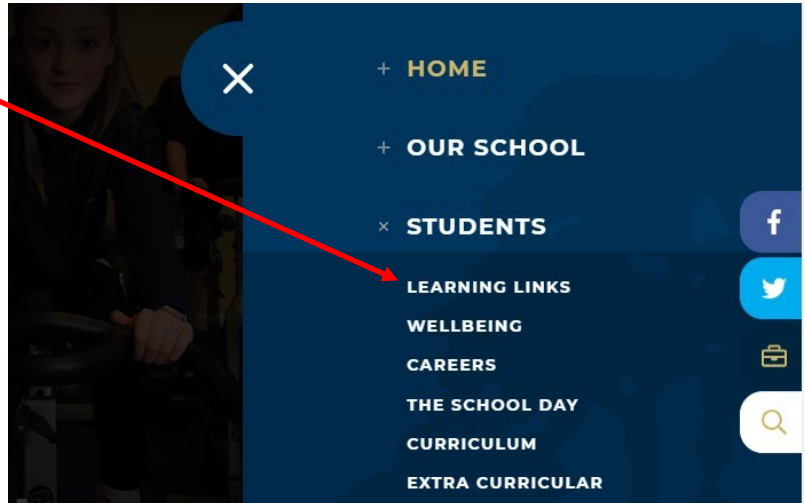 + HOME
+ OUR SCHOOL
× STUDENTS
LEARNING LINKS
WELLBEING
CAREERS
THE SCHOOL DAY
CURRICULUM
EXTRA CURRICULAR